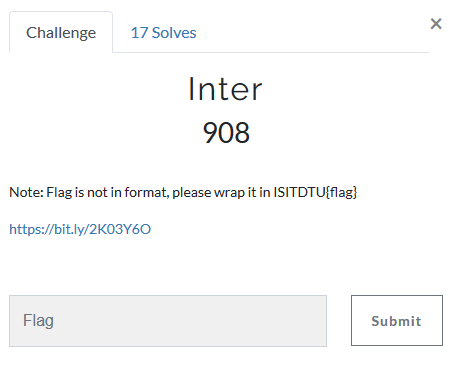 Challenge
17 Solves
×
Inter
908
Note: Flag is not in format, please wrap it in ISITDTU{flag}
https://bit.ly/2K03Y6O
Flag
Submit